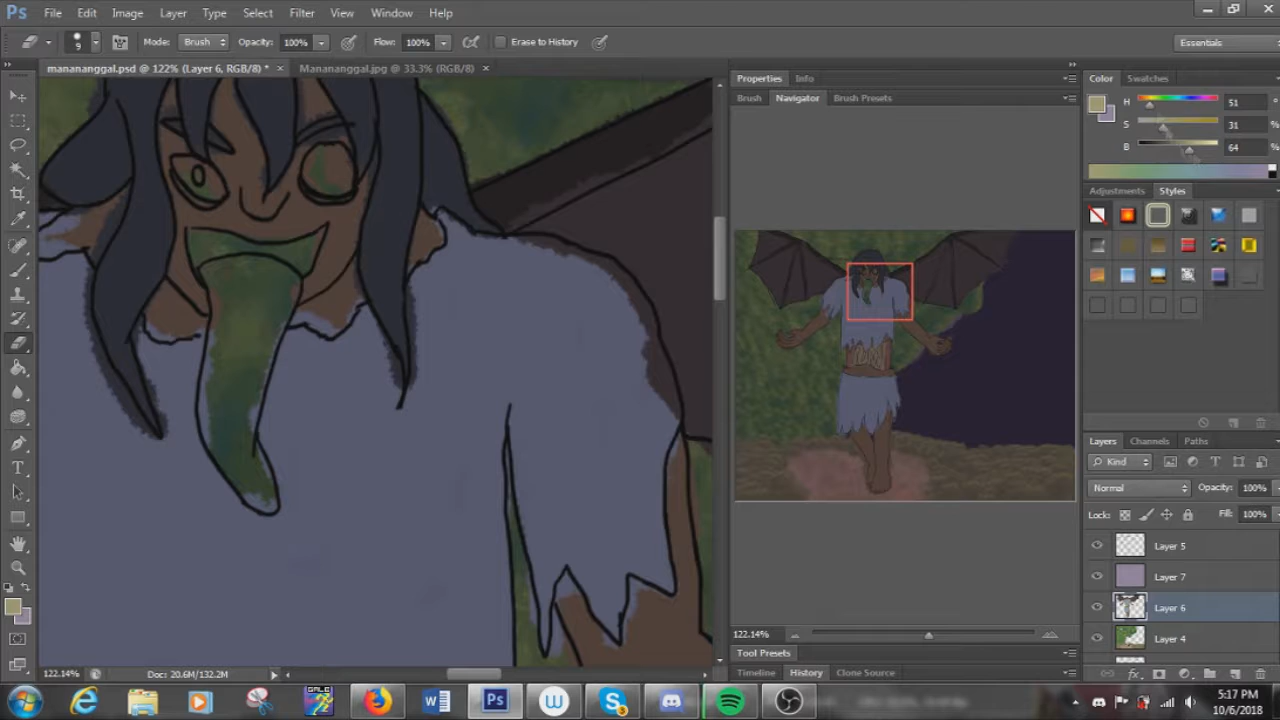 Ps File Edit Image Layer Type Select Filter View Window Help
9 Mode: Brush Opacity: 100% Flow: 100% Erase to History Essentials
manananggal.psd @ 122% (Layer 6, RGB/8) * × Manananggal.jpg @ 33.3% (RGB/8) ×
Properties Info
Brush Navigator Brush Presets
Color Swatches
H 51 °
S 31 %
B 64 %
Adjustments Styles
Layers Channels Paths
Kind
Normal Opacity: 100%
Lock: Fill: 100%
Layer 5
Layer 7
Layer 6
Layer 4
122.14%
Tool Presets
Timeline History Clone Source
122.14% Doc: 20.6M/132.2M
GALE W Ps W S 5
5:17 PM
10/6/2018